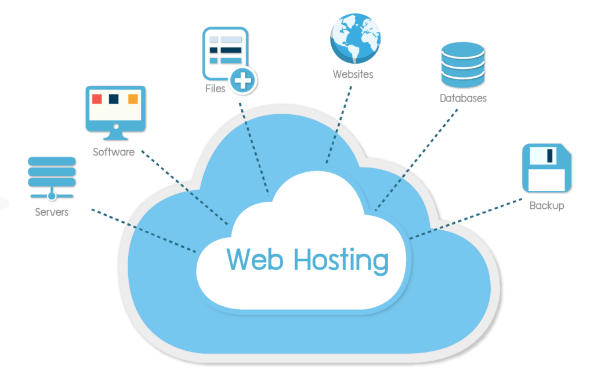 Websites
Files
Databases
Software
Backup
Servers
Web Hosting